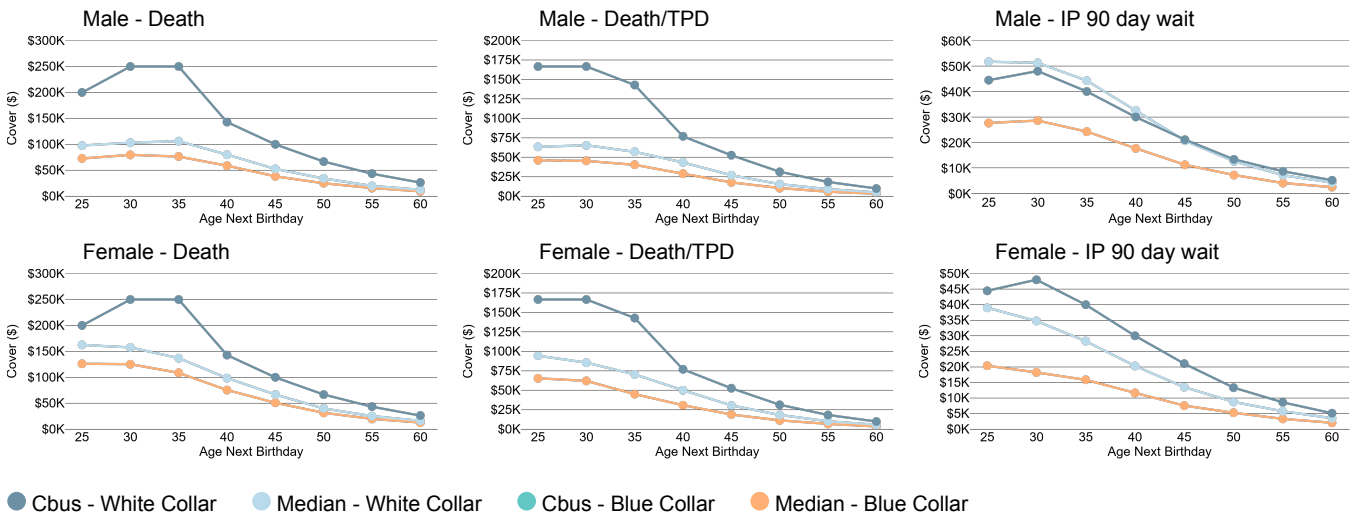 Male - Death
$300K
$250K
$200K
$150K
$100K
$50K
$0K
Cover ($)
25 30 35 40 45 50 55 60
Age Next Birthday
Male - Death/TPD
$200K
$175K
$150K
$125K
$100K
$75K
$50K
$25K
$0K
Cover ($)
25 30 35 40 45 50 55 60
Age Next Birthday
Male - IP 90 day wait
$60K
$50K
$40K
$30K
$20K
$10K
$0K
Cover ($)
25 30 35 40 45 50 55 60
Age Next Birthday
Female - Death
$300K
$250K
$200K
$150K
$100K
$50K
$0K
Cover ($)
25 30 35 40 45 50 55 60
Age Next Birthday
Female - Death/TPD
$200K
$175K
$150K
$125K
$100K
$75K
$50K
$25K
$0K
Cover ($)
25 30 35 40 45 50 55 60
Age Next Birthday
Female - IP 90 day wait
$50K
$45K
$40K
$35K
$30K
$25K
$20K
$15K
$10K
$5K
$0K
Cover ($)
25 30 35 40 45 50 55 60
Age Next Birthday
Cbus - White Collar Median - White Collar Cbus - Blue Collar Median - Blue Collar